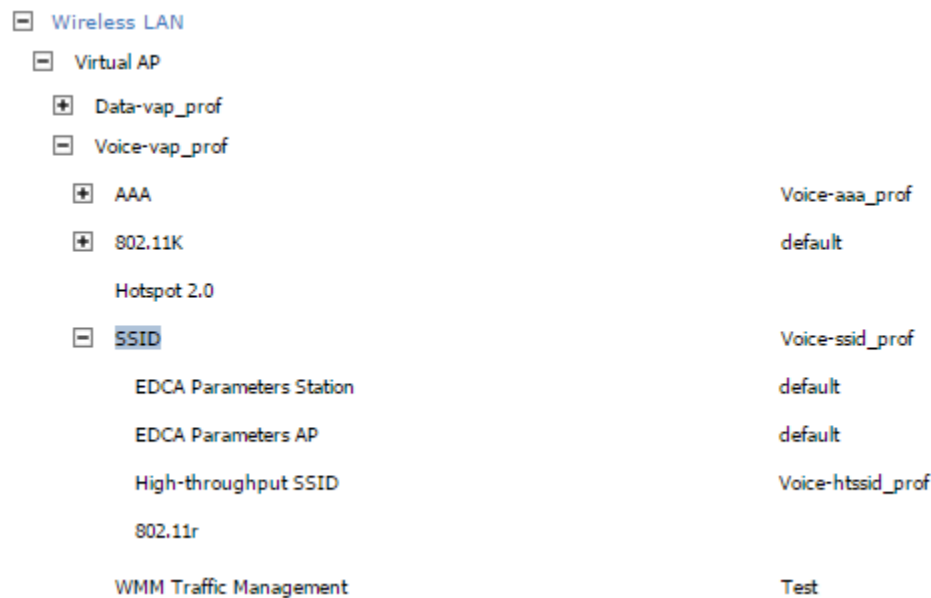 Wireless LAN
Virtual AP
Data-vap_prof
Voice-vap_prof
AAA Voice-aaa_prof
802.11K default
Hotspot 2.0
SSID Voice-ssid_prof
EDCA Parameters Station default
EDCA Parameters AP default
High-throughput SSID Voice-htssid_prof
802.11r
WMM Traffic Management Test